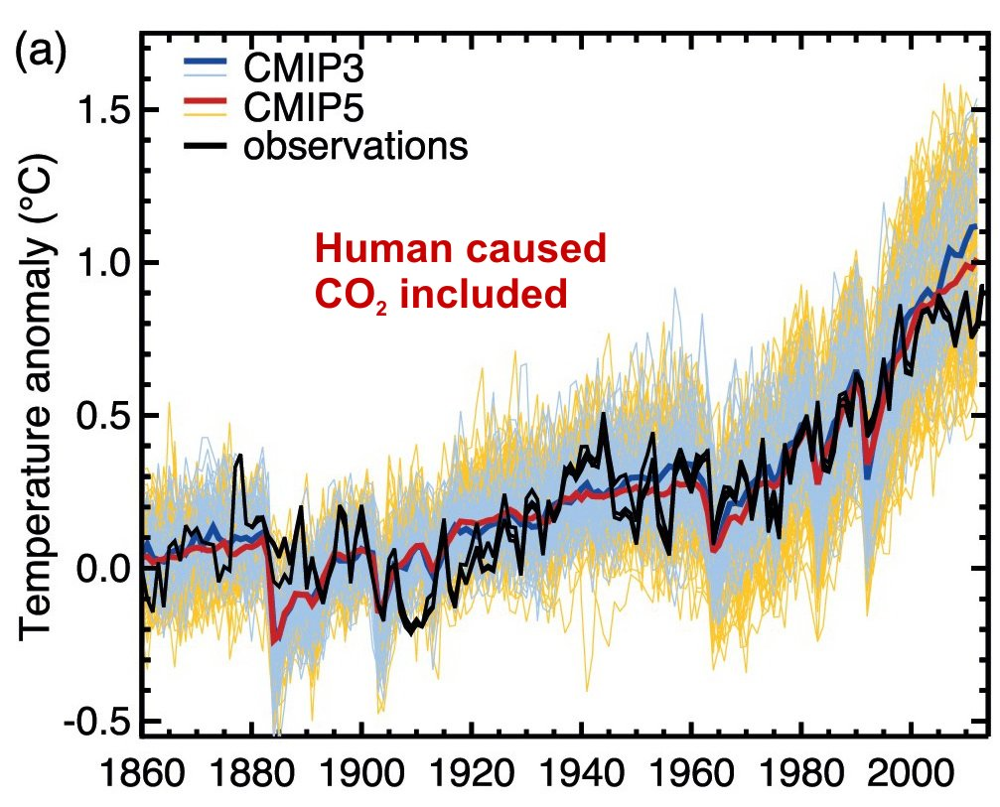 (a)
CMIP3
CMIP5
observations
Human caused
CO₂ included
Temperature anomaly (°C)
1.5
1.0
0.5
0.0
-0.5
1860 1880 1900 1920 1940 1960 1980 2000